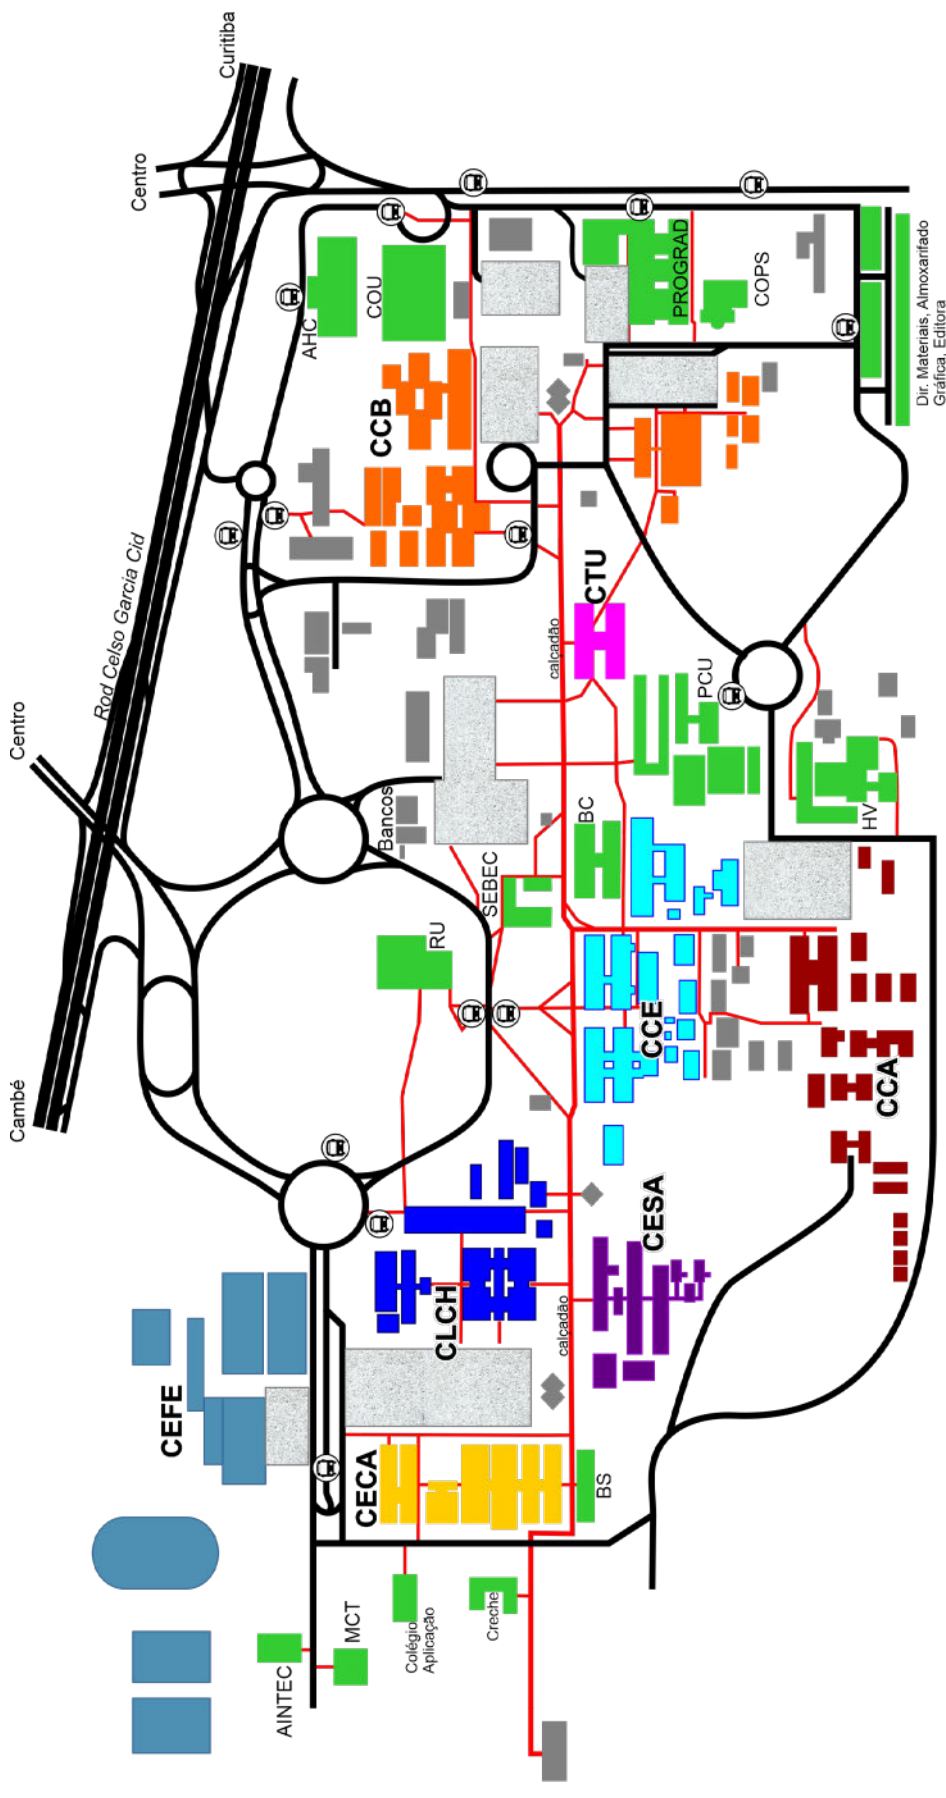 Curitiba
Centro
AHC
COU
PROGRAD
COPS
Dir. Materiais, Almoxarifado
Gráfica, Editora
CCB
Rod Celso Garcia Cid
CTU
calçadão
Centro
PCU
HV
Bancos
BC
SEBEC
RU
CCE
CCA
Cambé
CESA
CLCH
calçadão
CEFE
CECA
BS
Creche
Colégio
Aplicação
MCT
AINTEC